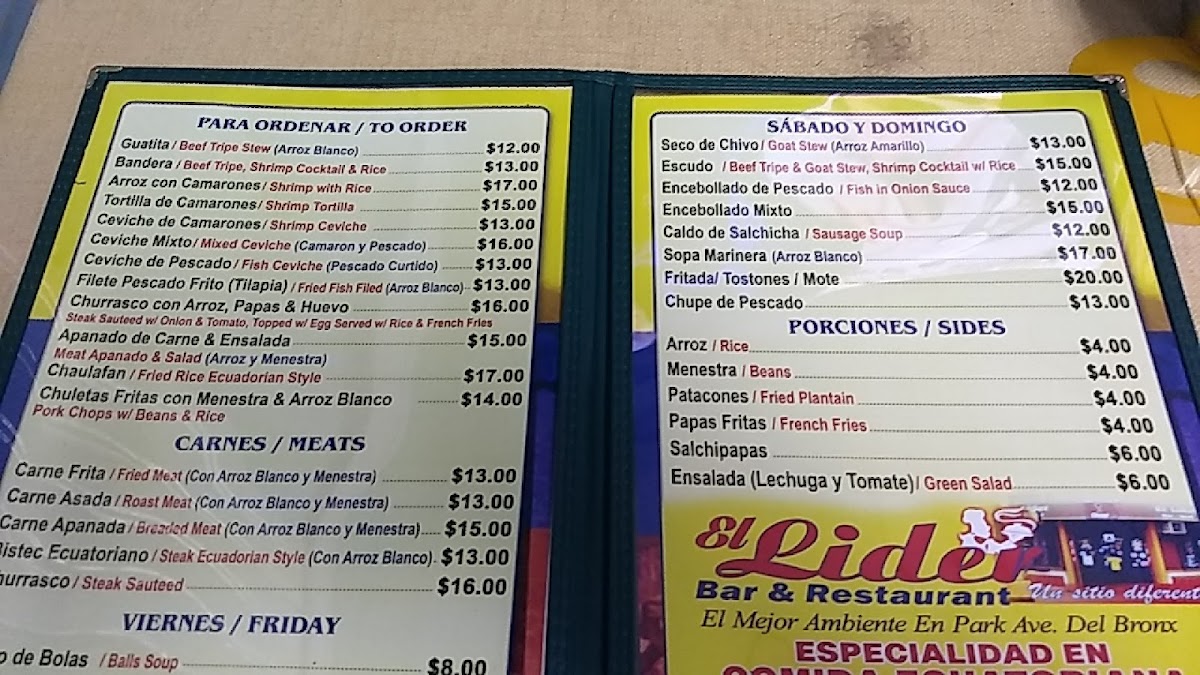 PARA ORDENAR / TO ORDER
Guatita / Beef Tripe Stew (Arroz Blanco) $12.00
Bandera / Beef Tripe, Shrimp Cocktail & Rice $13.00
Arroz con Camarones / Shrimp with Rice $17.00
Tortilla de Camarones / Shrimp Tortilla $15.00
Ceviche de Camarones / Shrimp Ceviche $13.00
Ceviche Mixto / Mixed Ceviche (Camaron y Pescado) $16.00
Ceviche de Pescado / Fish Ceviche (Pescado Curtido) $13.00
Filete Pescado Frito (Tilapia) / Fried Fish Filed (Arroz Blanco) $13.00
Churrasco con Arroz, Papas & Huevo $16.00
Steak Sauteed w/ Onion & Tomato, Topped w/ Egg Served w/ Rice & French Fries
Apanado de Carne & Ensalada $15.00
Meat Apanado & Salad (Arroz y Menestra)
Chaulafan / Fried Rice Ecuadorian Style $17.00
Chuletas Fritas con Menestra & Arroz Blanco $14.00
Pork Chops w/ Beans & Rice
CARNES / MEATS
Carne Frita / Fried Meat (Con Arroz Blanco y Menestra) $13.00
Carne Asada / Roast Meat (Con Arroz Blanco y Menestra) $13.00
Carne Apanada / Breaded Meat (Con Arroz Blanco y Menestra) $15.00
Bistec Ecuatoriano / Steak Ecuadorian Style (Con Arroz Blanco) $13.00
hurrasco / Steak Sauteed $16.00
VIERNES / FRIDAY
o de Bolas / Balls Soup $8.00
SÁBADO Y DOMINGO
Seco de Chivo / Goat Stew (Arroz Amarillo) $13.00
Escudo / Beef Tripe & Goat Stew, Shrimp Cocktail w/ Rice $15.00
Encebollado de Pescado / Fish in Onion Sauce $12.00
Encebollado Mixto $15.00
Caldo de Salchicha / Sausage Soup $12.00
Sopa Marinera (Arroz Blanco) $17.00
Fritada/ Tostones / Mote $20.00
Chupe de Pescado $13.00
PORCIONES / SIDES
Arroz / Rice $4.00
Menestra / Beans $4.00
Patacones / Fried Plantain $4.00
Papas Fritas / French Fries $4.00
Salchipapas $6.00
Ensalada (Lechuga y Tomate) / Green Salad $6.00
El Lider
Bar & Restaurant
Un sitio diferent
El Mejor Ambiente En Park Ave. Del Bronx
ESPECIALIDAD EN
COMIDA ECUATORIANA